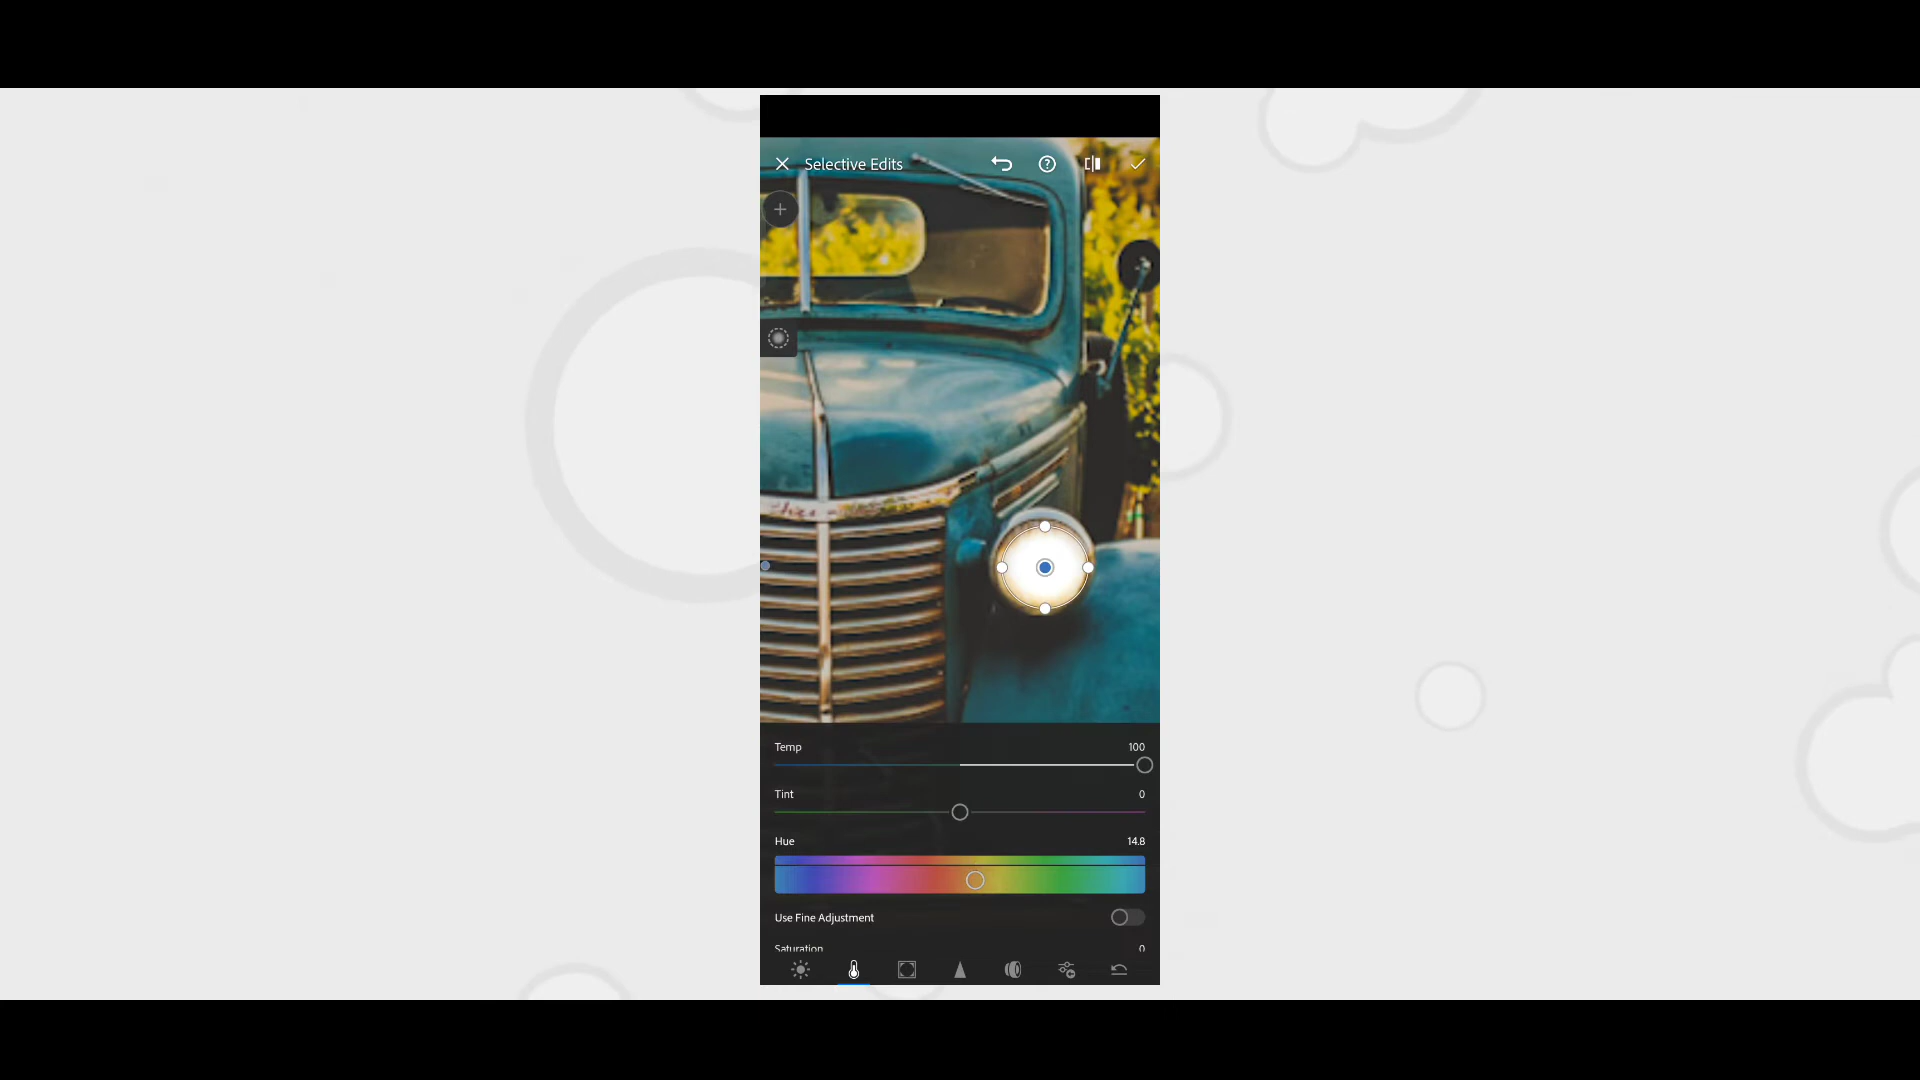 Selective Edits
Temp 100
Tint 0
Hue 14.8
Use Fine Adjustment
Saturation 0